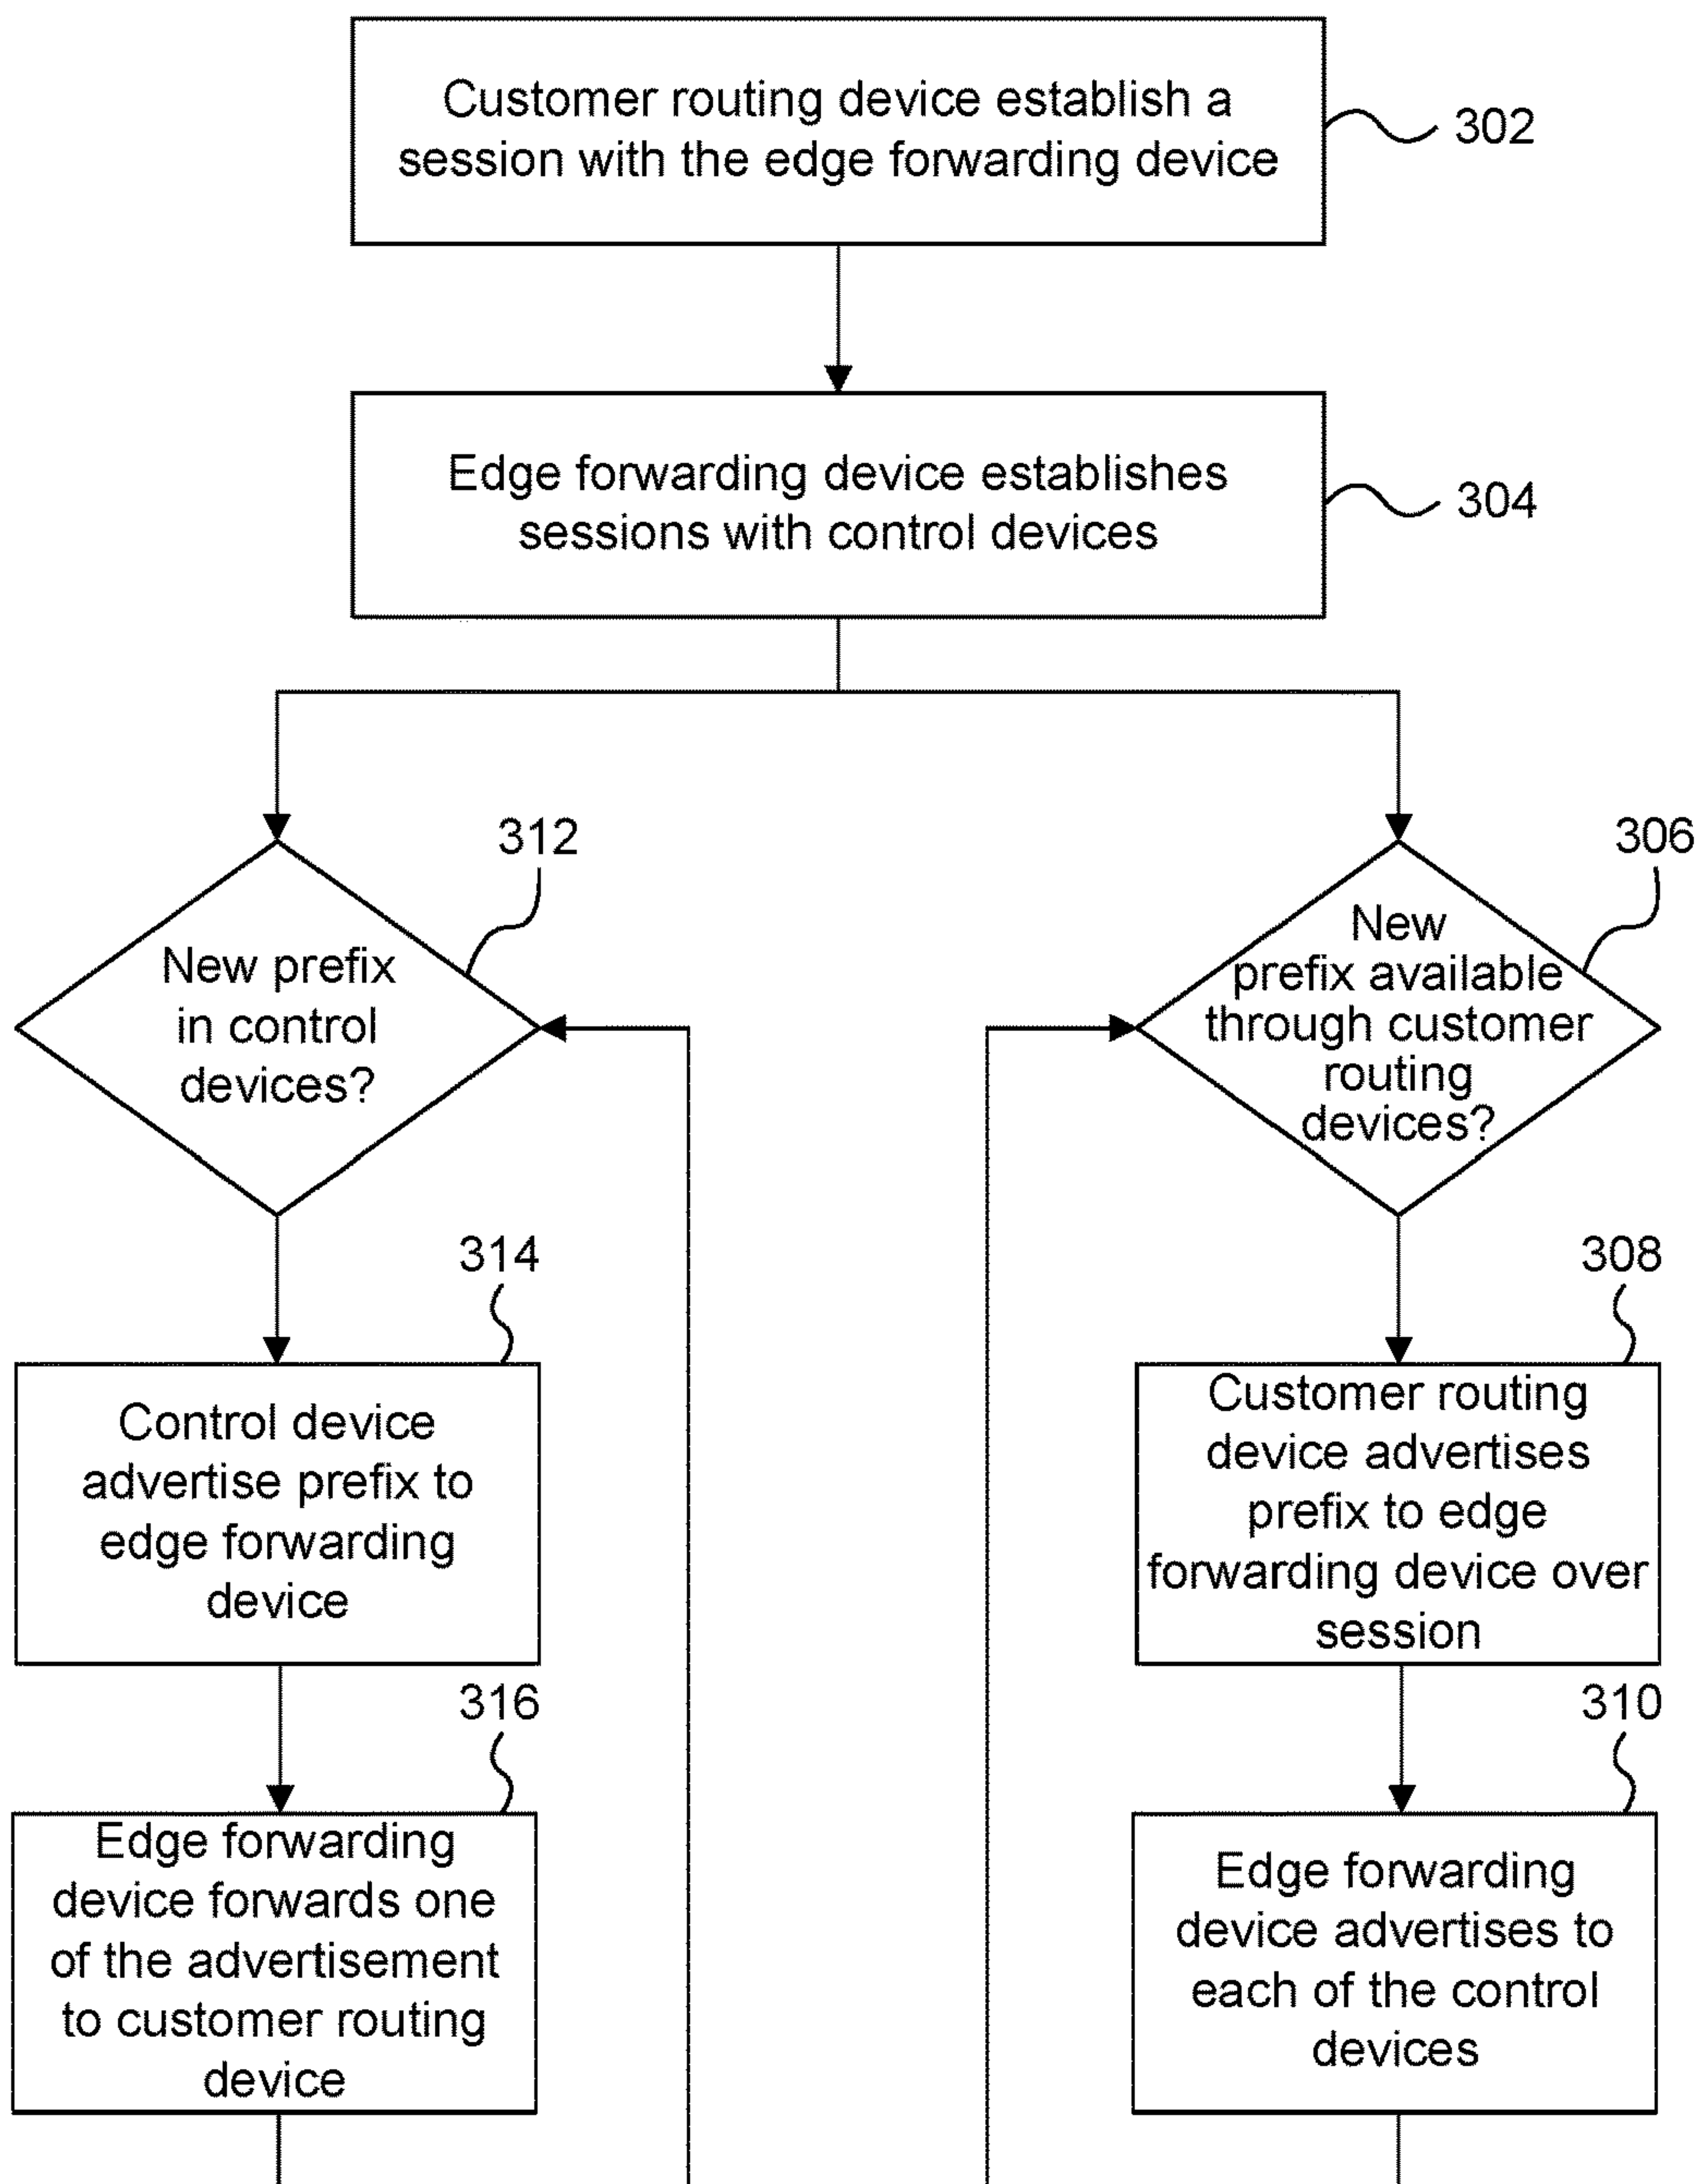 Customer routing device establish a
session with the edge forwarding device
302
Edge forwarding device establishes
sessions with control devices
304
312
New prefix
in control
devices?
314
Control device
advertise prefix to
edge forwarding
device
316
Edge forwarding
device forwards one
of the advertisement
to customer routing
device
306
New
prefix available
through customer
routing
devices?
308
Customer routing
device advertises
prefix to edge
forwarding device over
session
310
Edge forwarding
device advertises to
each of the control
devices